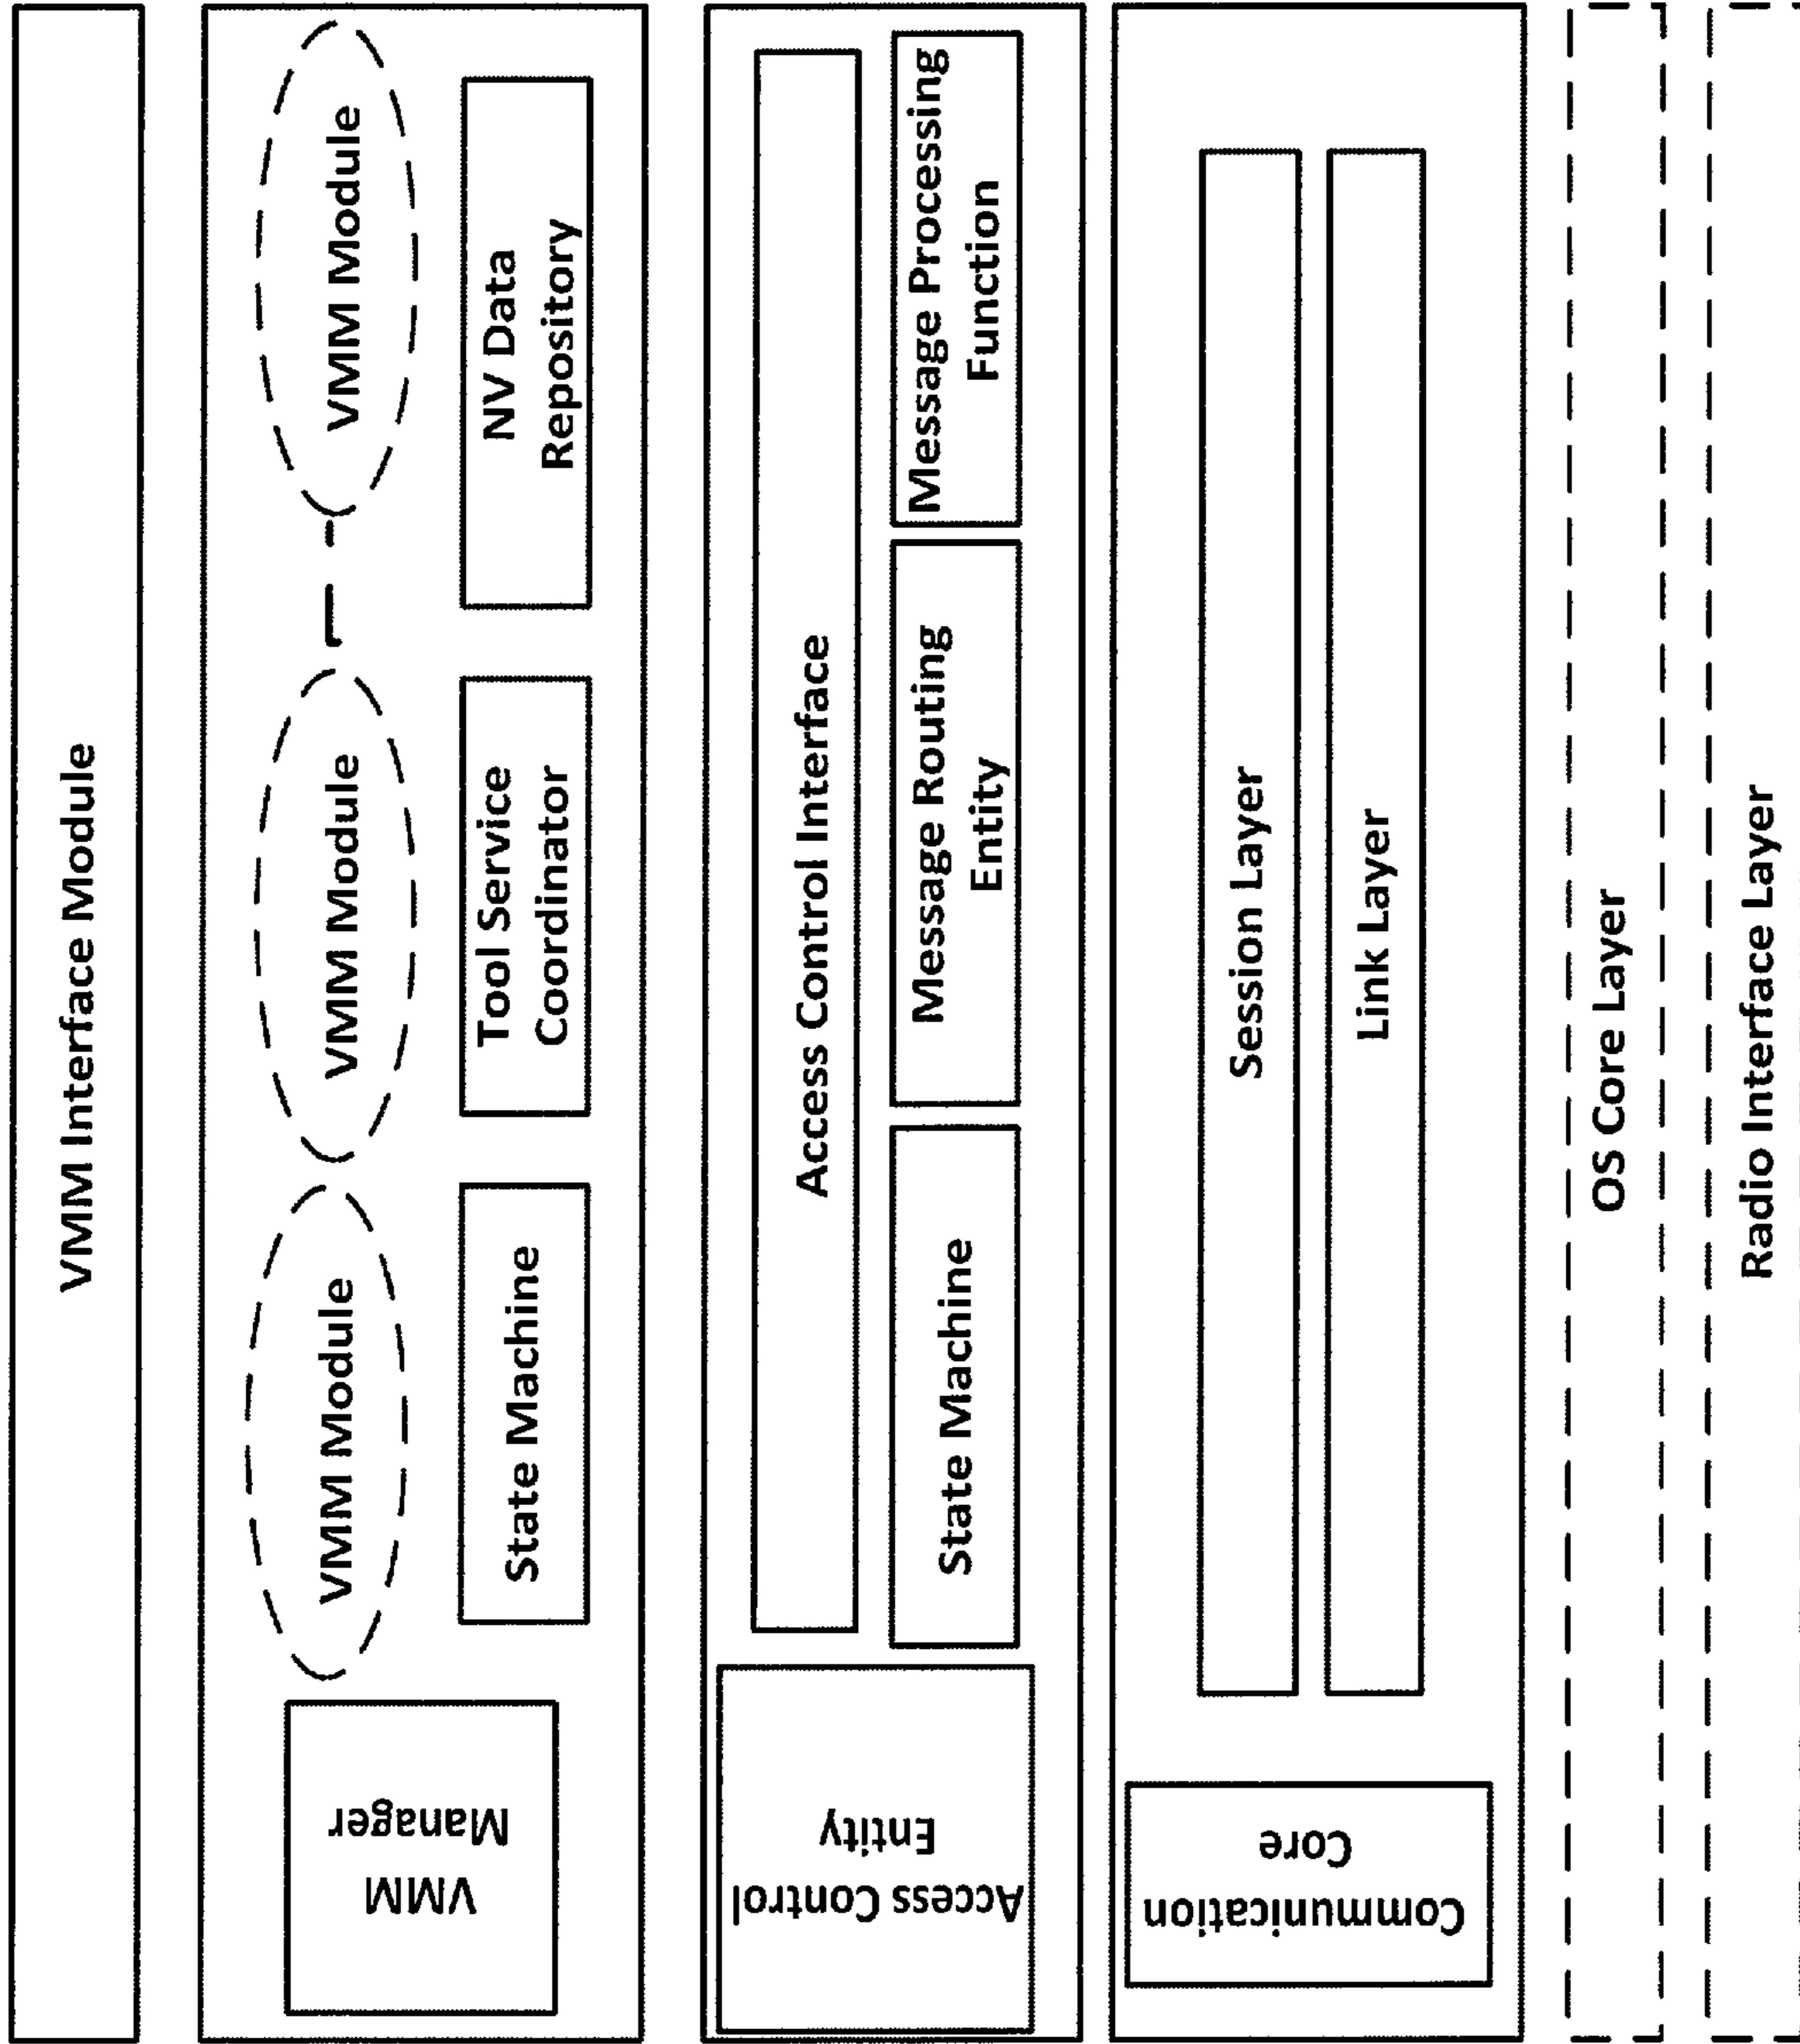 VMM Interface Module
VMM
Manager
VMM Module
VMM Module
VMM Module
State Machine
Tool Service
Coordinator
NV Data
Repository
Access Control
Entity
Access Control Interface
State Machine
Message Routing
Entity
Message Processing
Function
Communication
Core
Session Layer
Link Layer
OS Core Layer
Radio Interface Layer